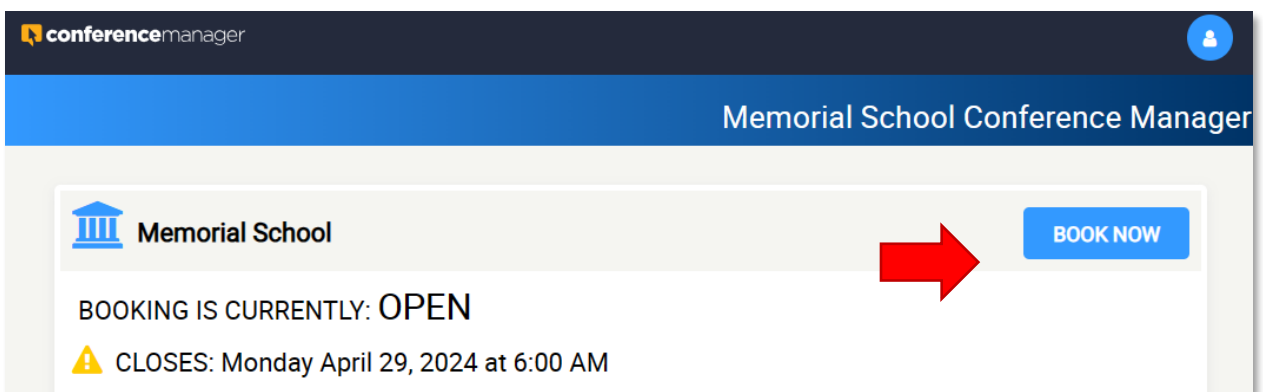 conferencemanager
Memorial School Conference Manager
Memorial School
BOOK NOW
BOOKING IS CURRENTLY: OPEN
CLOSES: Monday April 29, 2024 at 6:00 AM